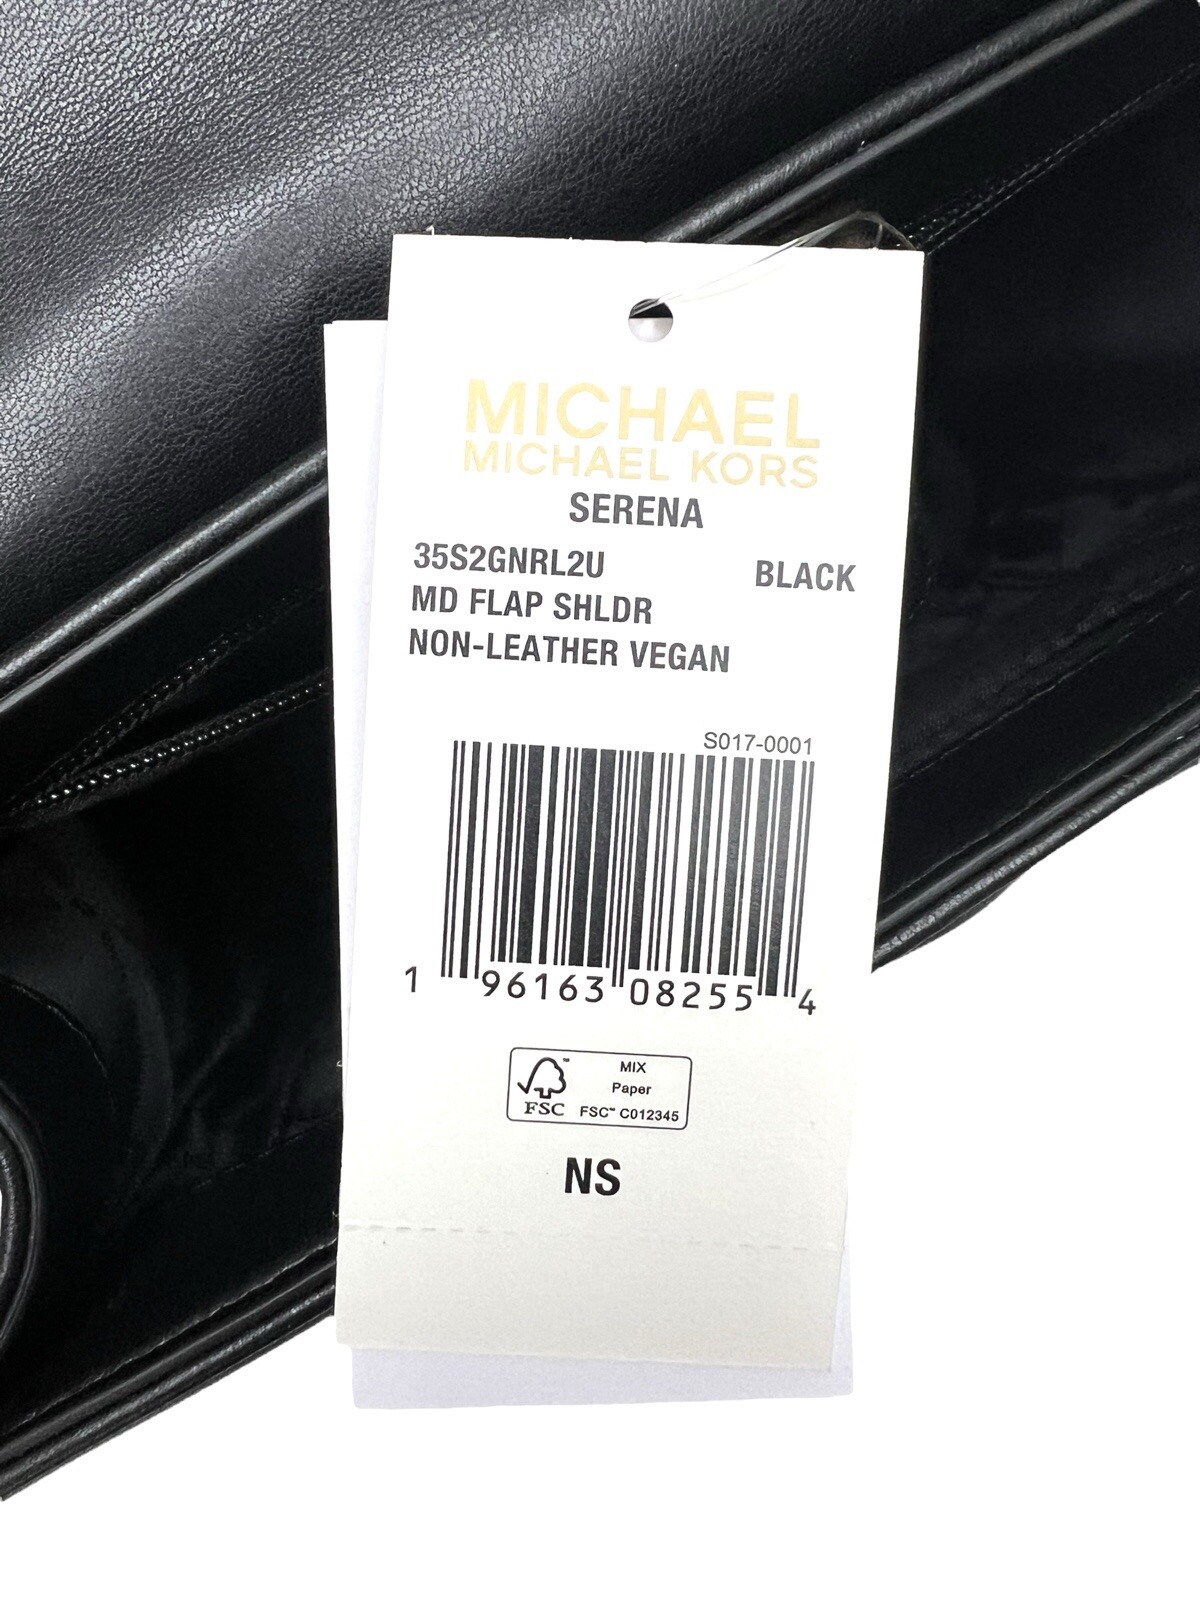 MICHAEL
MICHAEL KORS
SERENA
35S2GNRL2U BLACK
MD FLAP SHLDR
NON-LEATHER VEGAN
S017-0001
1 96163 08255 4
MIX
Paper
FSC™ FSC™ C012345
NS